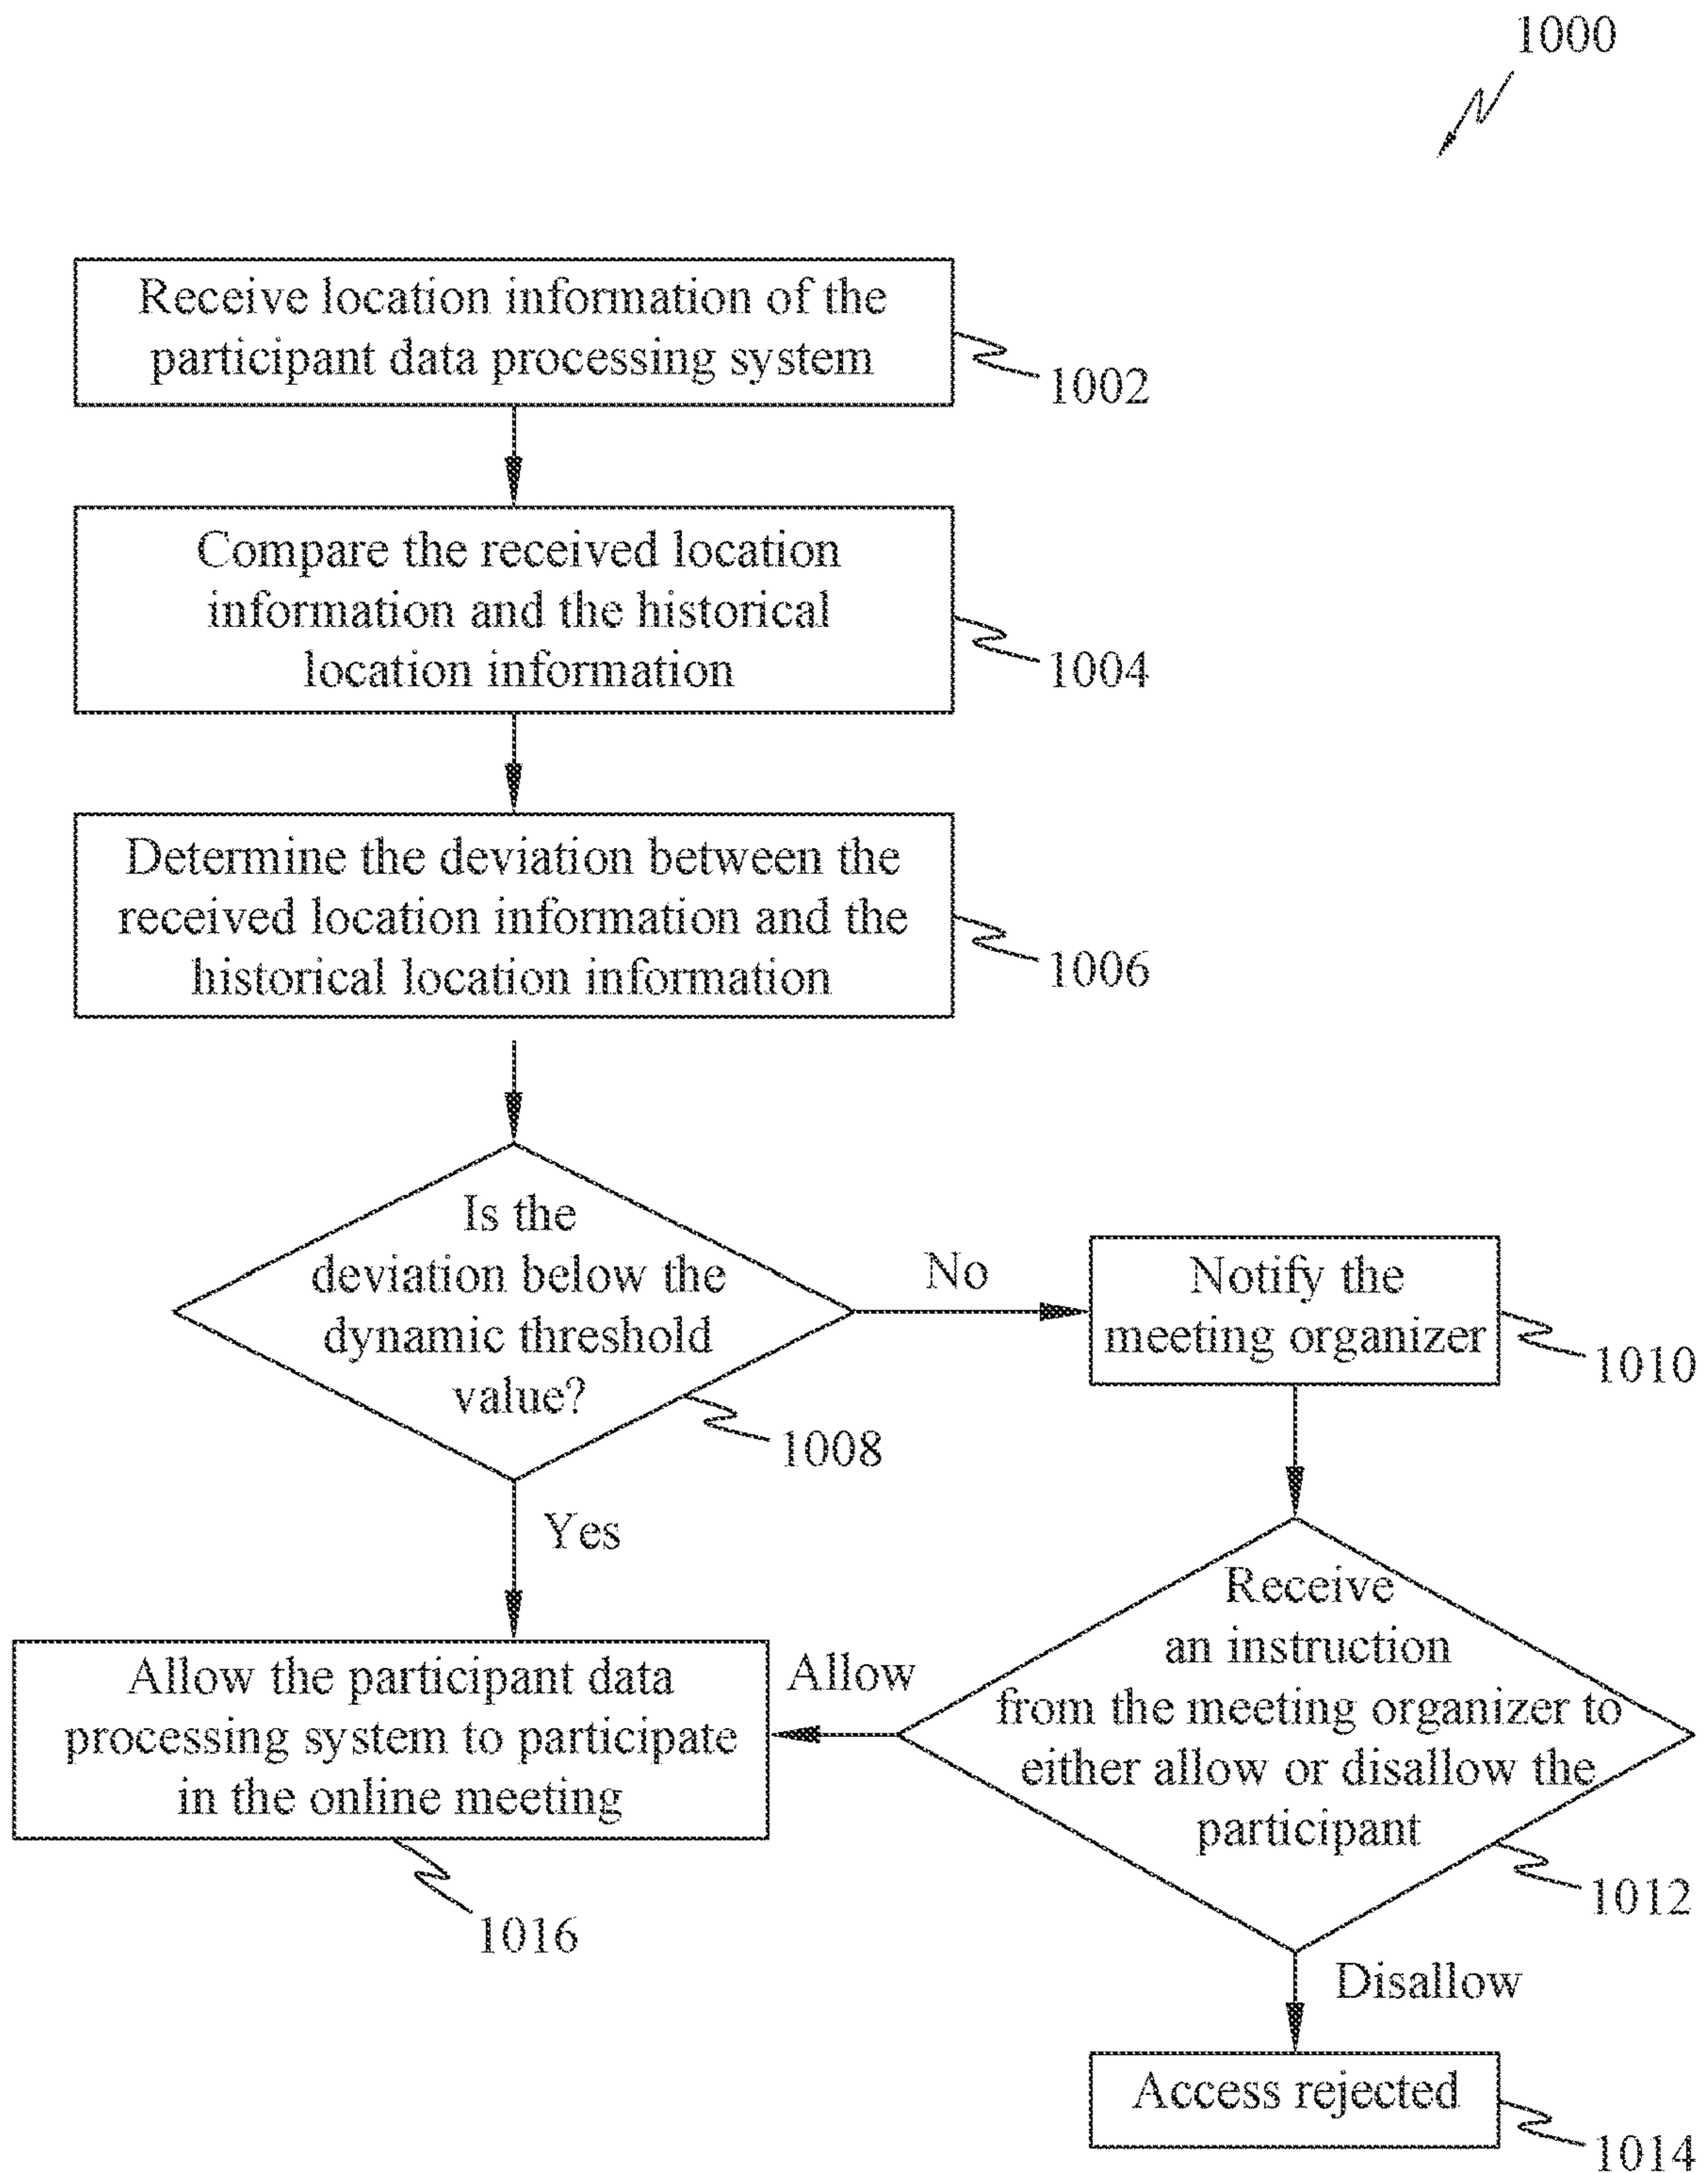 1000
Receive location information of the
participant data processing system
1002
Compare the received location
information and the historical
location information
1004
Determine the deviation between the
received location information and the
historical location information
1006
Is the
deviation below the
dynamic threshold
value?
1008
No
Notify the
meeting organizer
1010
Yes
Receive
an instruction
from the meeting organizer to
either allow or disallow the
participant
1012
Allow
Allow the participant data
processing system to participate
in the online meeting
1016
Disallow
Access rejected
1014